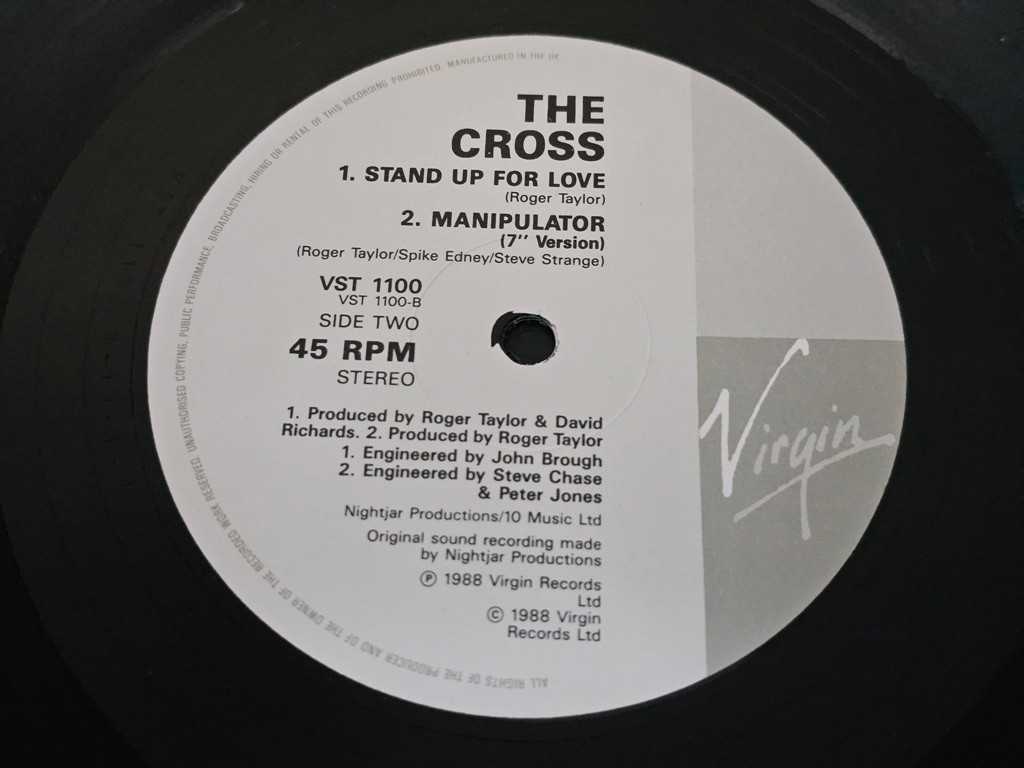 THE
CROSS
1. STAND UP FOR LOVE
(Roger Taylor)
2. MANIPULATOR
(7" Version)
(Roger Taylor/Spike Edney/Steve Strange)
VST 1100
VST 1100-B
SIDE TWO
45 RPM
STEREO
1. Produced by Roger Taylor & David
Richards. 2. Produced by Roger Taylor
1. Engineered by John Brough
2. Engineered by Steve Chase
& Peter Jones
Nightjar Productions/10 Music Ltd
Original sound recording made
by Nightjar Productions
Ⓟ 1988 Virgin Records
Ltd
© 1988 Virgin
Records Ltd
Virgin
ALL RIGHTS OF THE PRODUCER AND OF THE OWNER OF THE RECORDED WORK RESERVED. UNAUTHORISED COPYING, PUBLIC PERFORMANCE, BROADCASTING, HIRING OR RENTAL OF THIS RECORDING PROHIBITED. MANUFACTURED IN THE UK